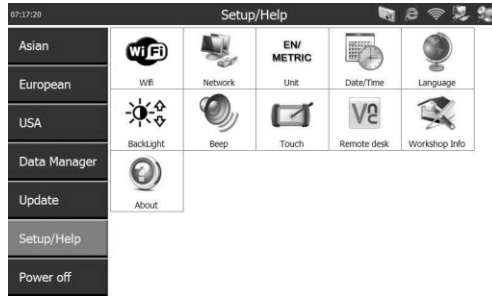 07:17:20
Setup/Help
Asian
European
USA
Data Manager
Update
Setup/Help
Power off
WiFi
Wifi
Network
EN/
METRIC
Unit
Date/Time
Language
BackLight
Beep
Touch
VNC
Remote desk
Workshop Info
?
About